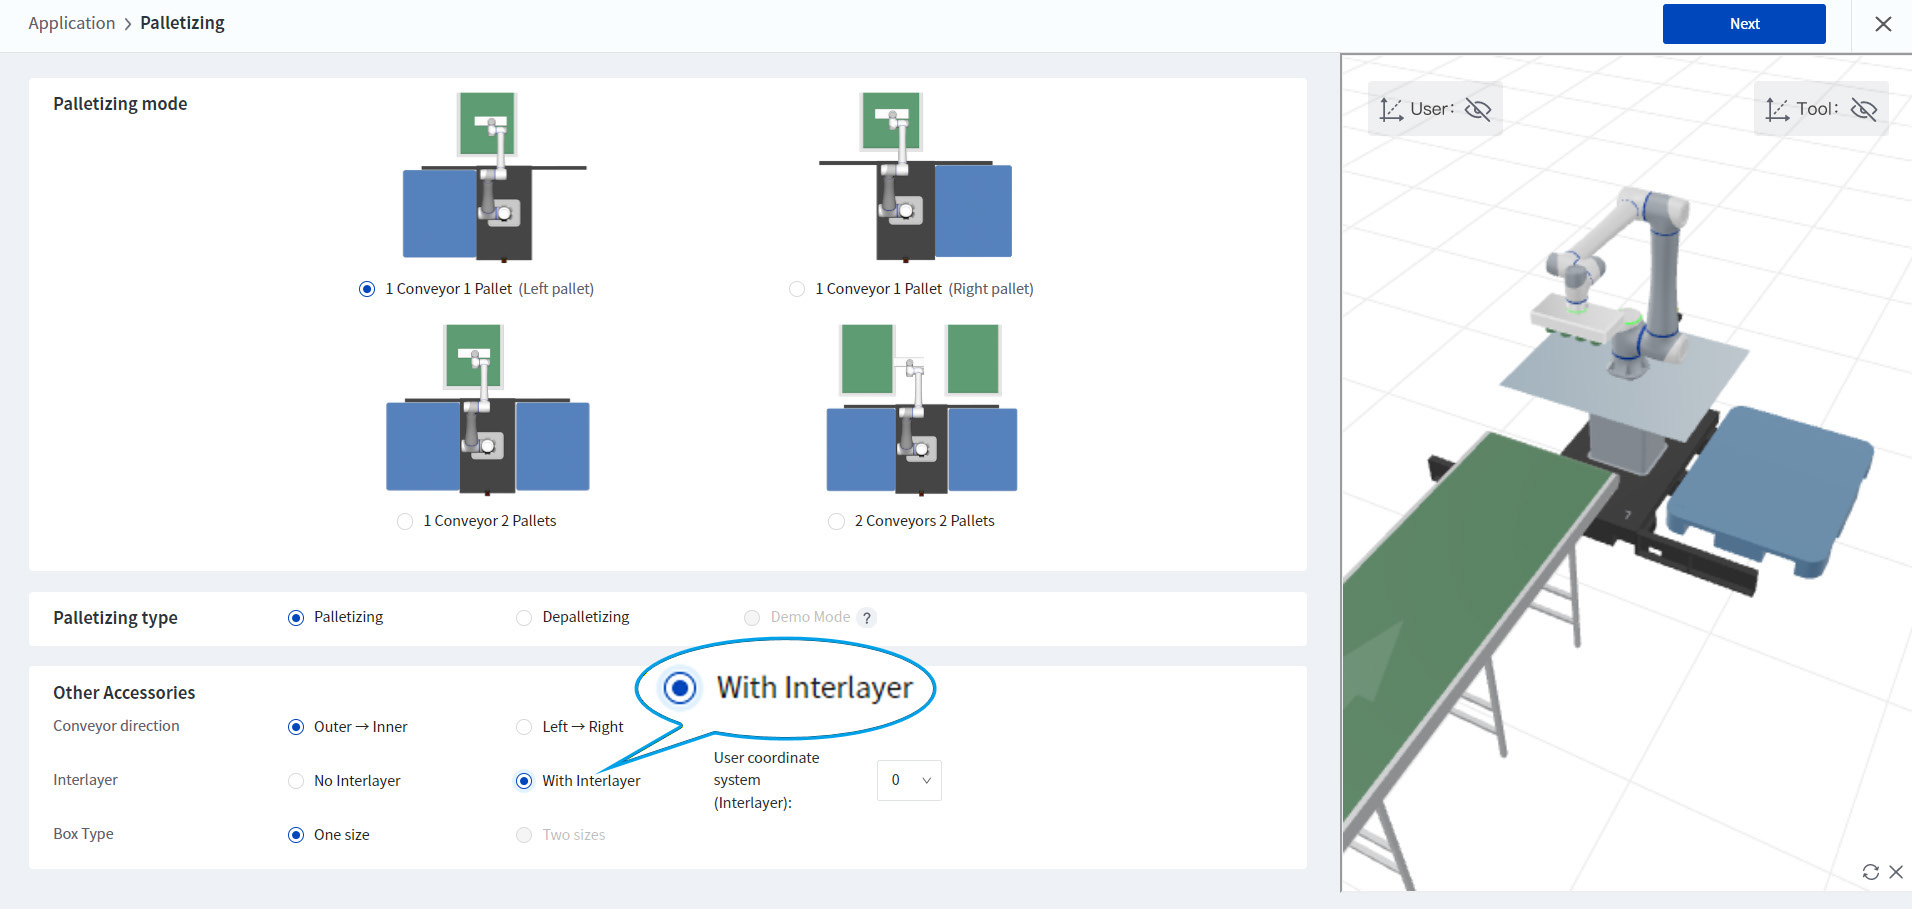 Application > Palletizing
Next
Palletizing mode
User:
Tool:
1 Conveyor 1 Pallet (Left pallet)
1 Conveyor 1 Pallet (Right pallet)
1 Conveyor 2 Pallets
2 Conveyors 2 Pallets
Palletizing type
Palletizing
Depalletizing
Demo Mode ?
With Interlayer
Other Accessories
Conveyor direction
Outer → Inner
Left → Right
Interlayer
No Interlayer
With Interlayer
User coordinate
system
(Interlayer):
0
Box Type
One size
Two sizes